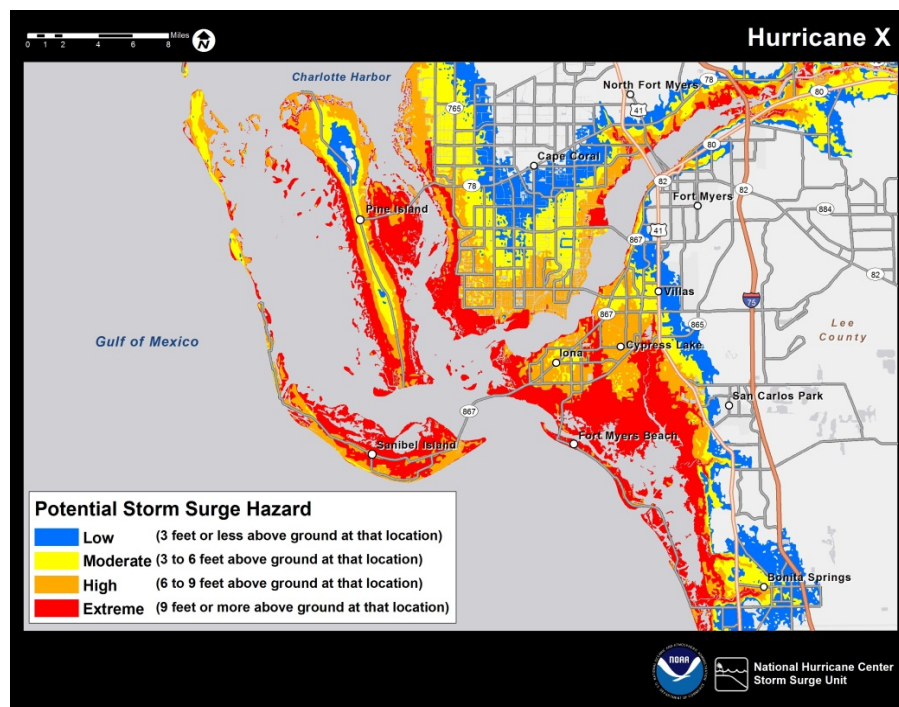 Miles
0 1 2 4 6 8
N
Hurricane X
Charlotte Harbor
78
North Fort Myers
80
765
41
80
Cape Coral
80
82
78
82
Pine Island
Fort Myers
884
867
41
82
Villas
75
867
865
Lee
County
Gulf of Mexico
Cypress Lake
Iona
San Carlos Park
867
Fort Myers Beach
Sanibel Island
Potential Storm Surge Hazard
Low (3 feet or less above ground at that location)
Moderate (3 to 6 feet above ground at that location)
High (6 to 9 feet above ground at that location)
Extreme (9 feet or more above ground at that location)
Bonita Springs
NOAA
National Hurricane Center
Storm Surge Unit